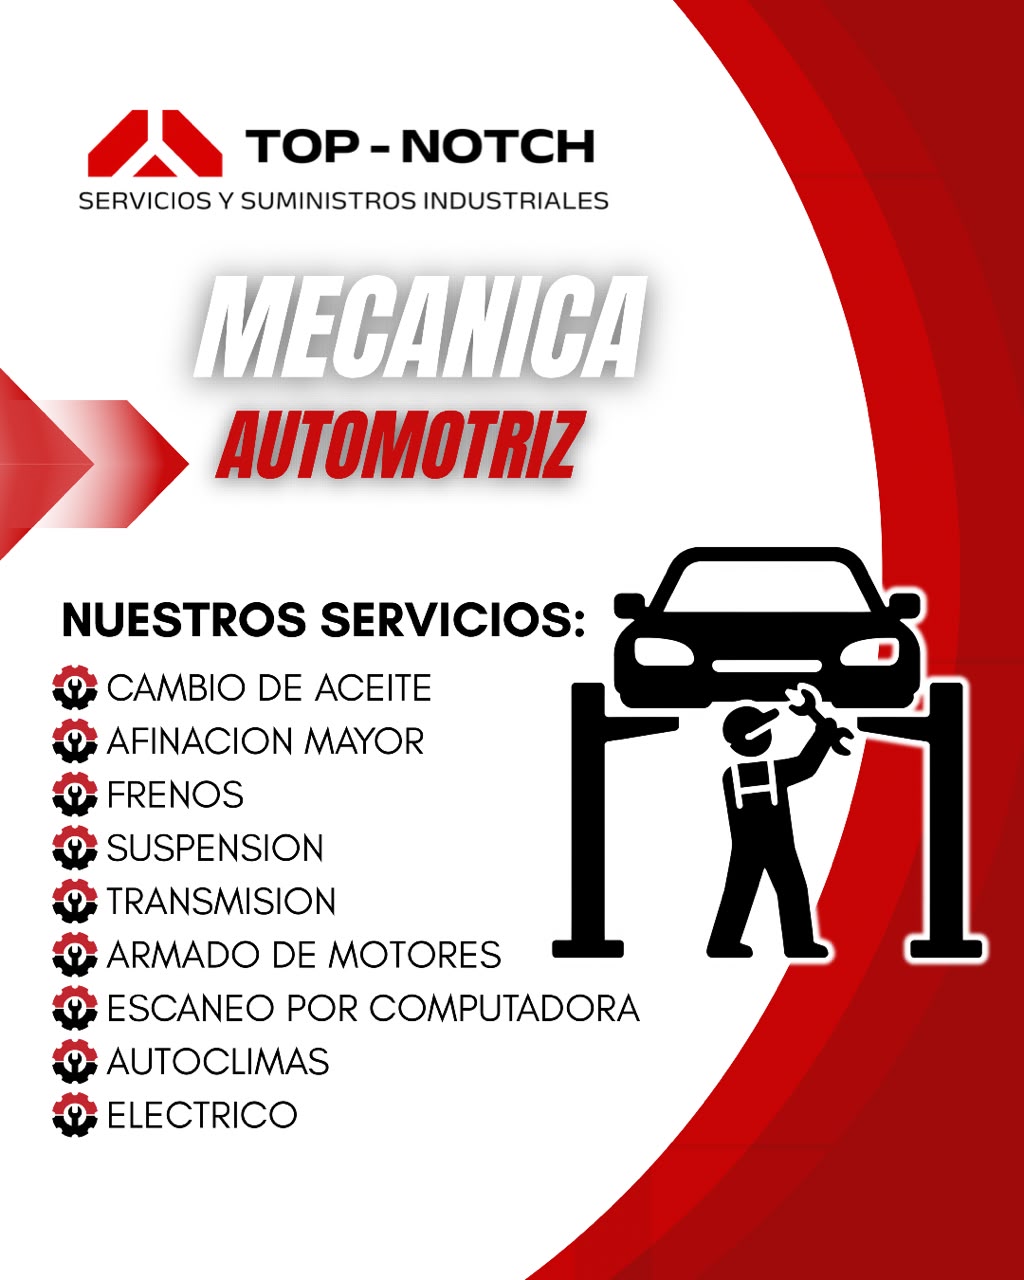 TOP - NOTCH
SERVICIOS Y SUMINISTROS INDUSTRIALES
MECANICA
AUTOMOTRIZ
NUESTROS SERVICIOS:
CAMBIO DE ACEITE
AFINACION MAYOR
FRENOS
SUSPENSION
TRANSMISION
ARMADO DE MOTORES
ESCANEO POR COMPUTADORA
AUTOCLIMAS
ELECTRICO